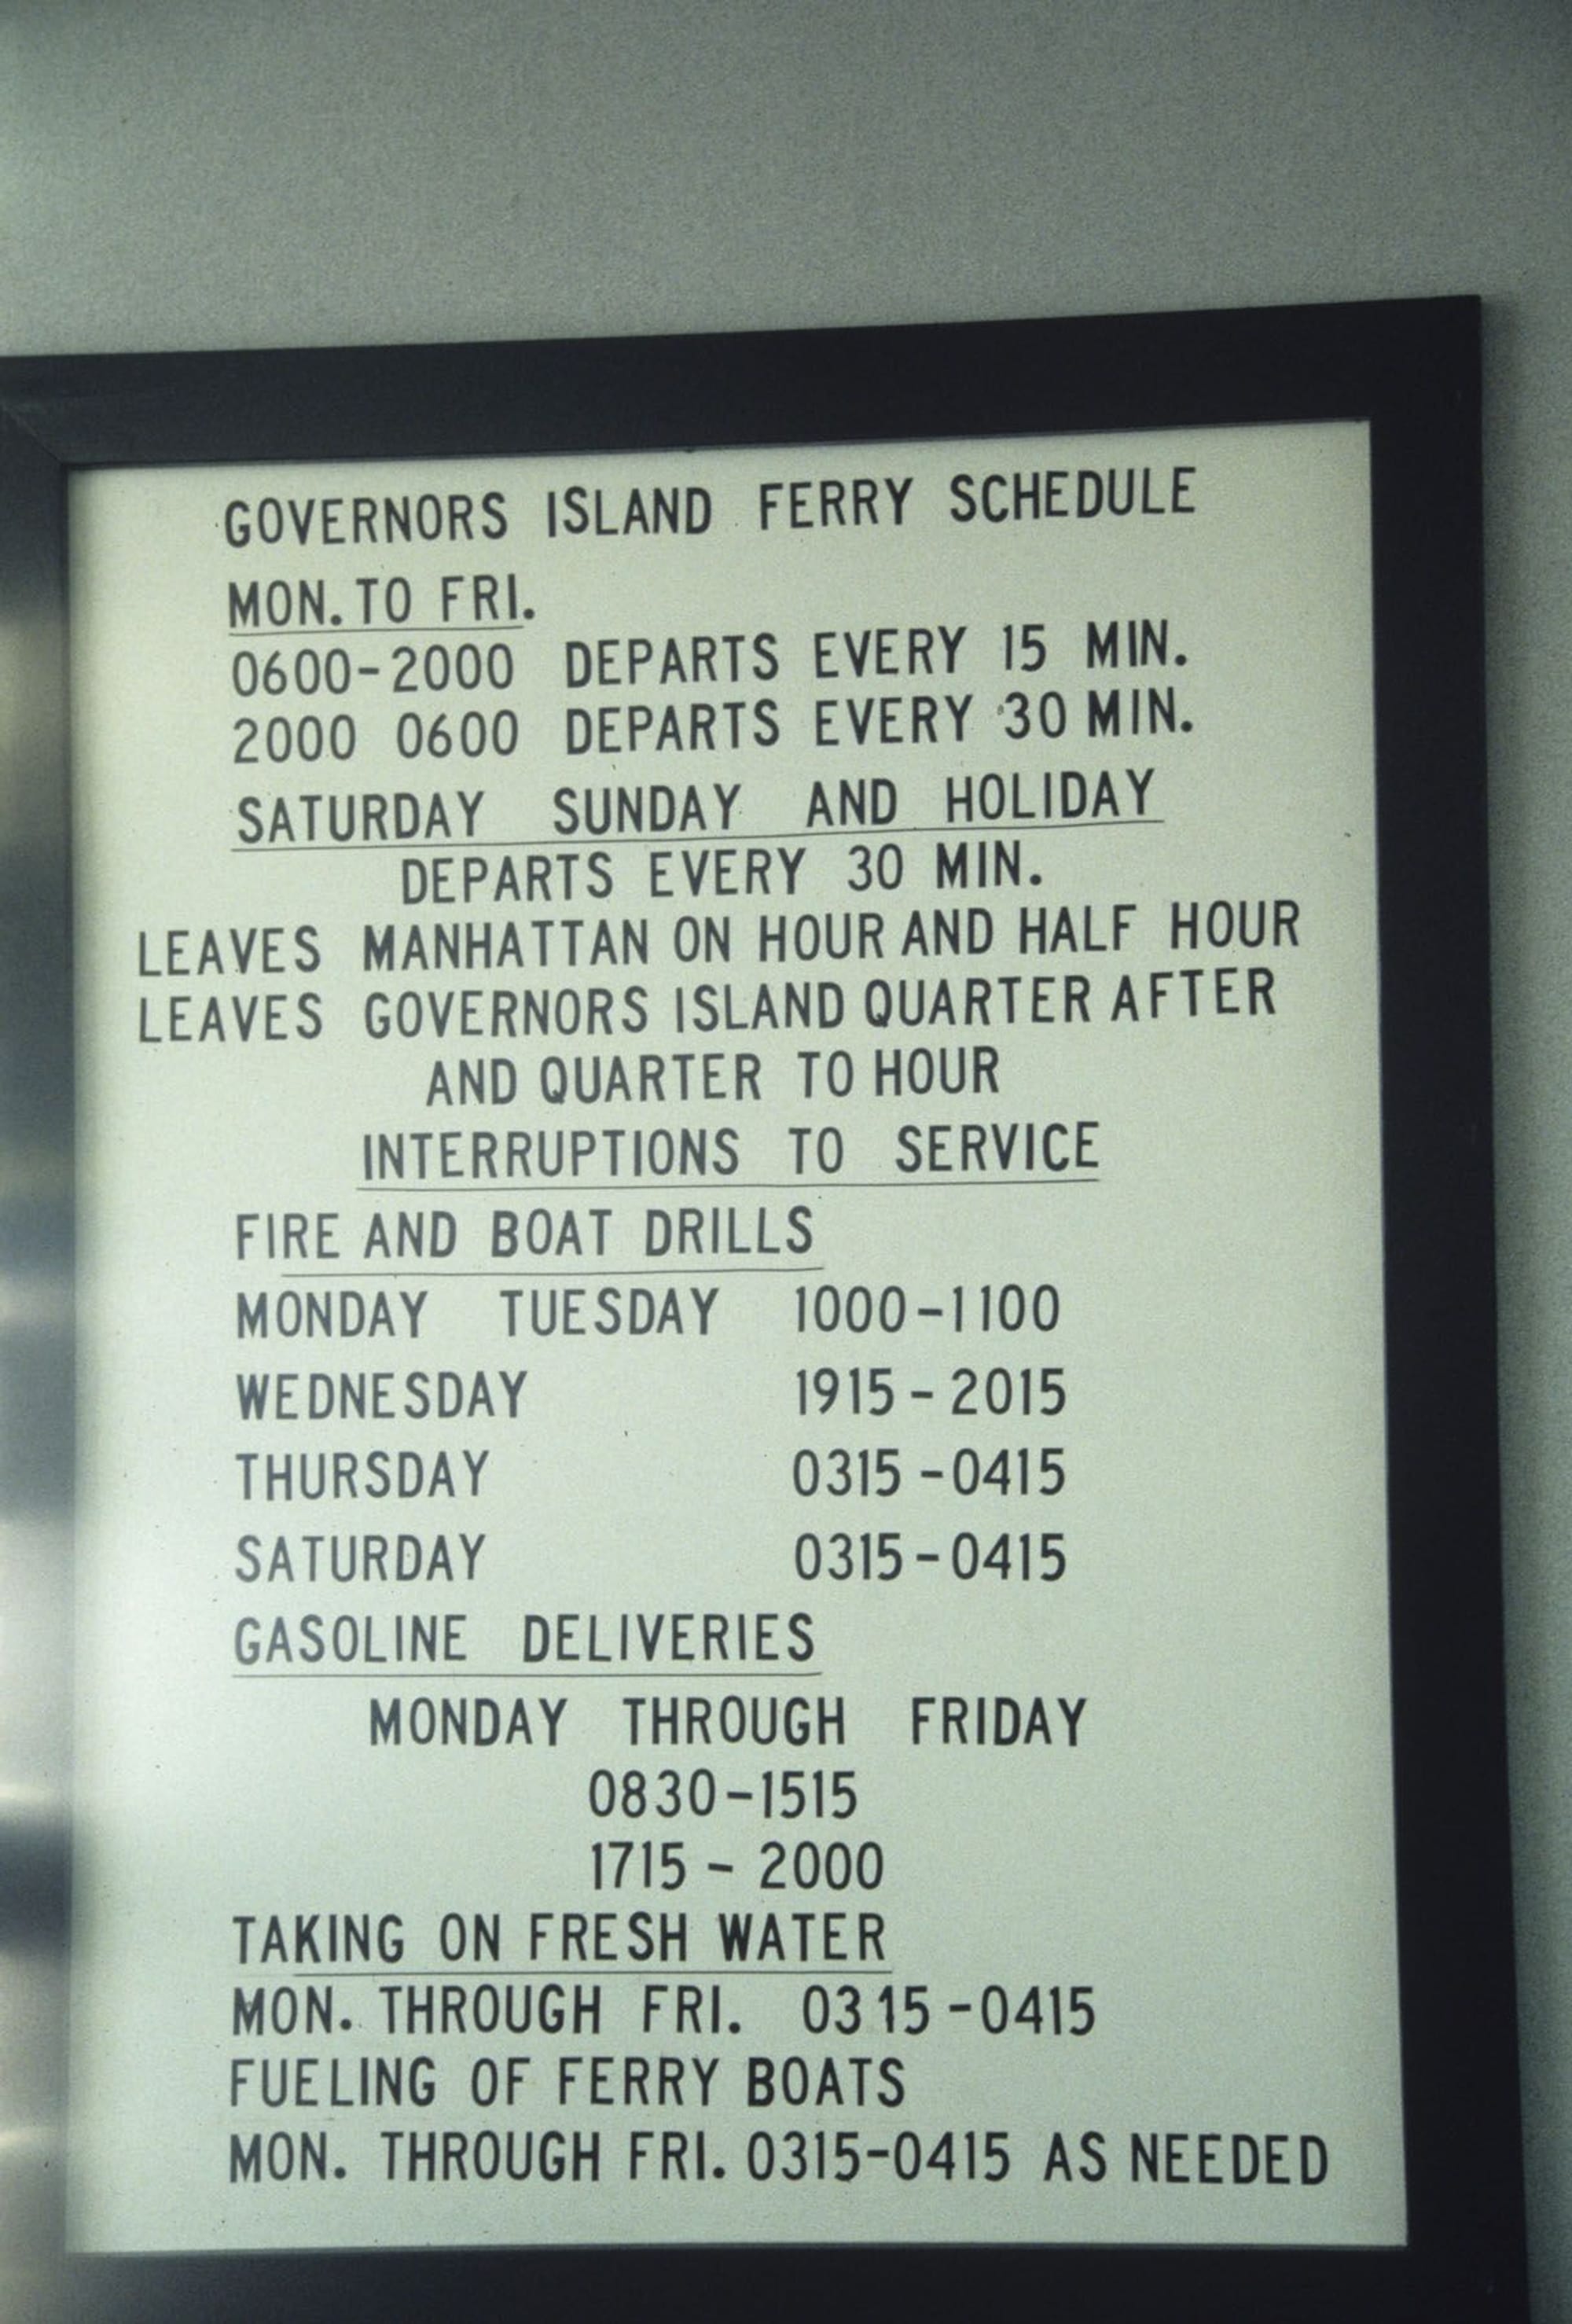 GOVERNORS ISLAND FERRY SCHEDULE
MON. TO FRI.
0600-2000 DEPARTS EVERY 15 MIN.
2000 0600 DEPARTS EVERY 30 MIN.
SATURDAY SUNDAY AND HOLIDAY
DEPARTS EVERY 30 MIN.
LEAVES MANHATTAN ON HOUR AND HALF HOUR
LEAVES GOVERNORS ISLAND QUARTER AFTER
AND QUARTER TO HOUR
INTERRUPTIONS TO SERVICE
FIRE AND BOAT DRILLS
MONDAY TUESDAY 1000-1100
WEDNESDAY 1915-2015
THURSDAY 0315-0415
SATURDAY 0315-0415
GASOLINE DELIVERIES
MONDAY THROUGH FRIDAY
0830-1515
1715-2000
TAKING ON FRESH WATER
MON. THROUGH FRI. 0315-0415
FUELING OF FERRY BOATS
MON. THROUGH FRI. 0315-0415 AS NEEDED